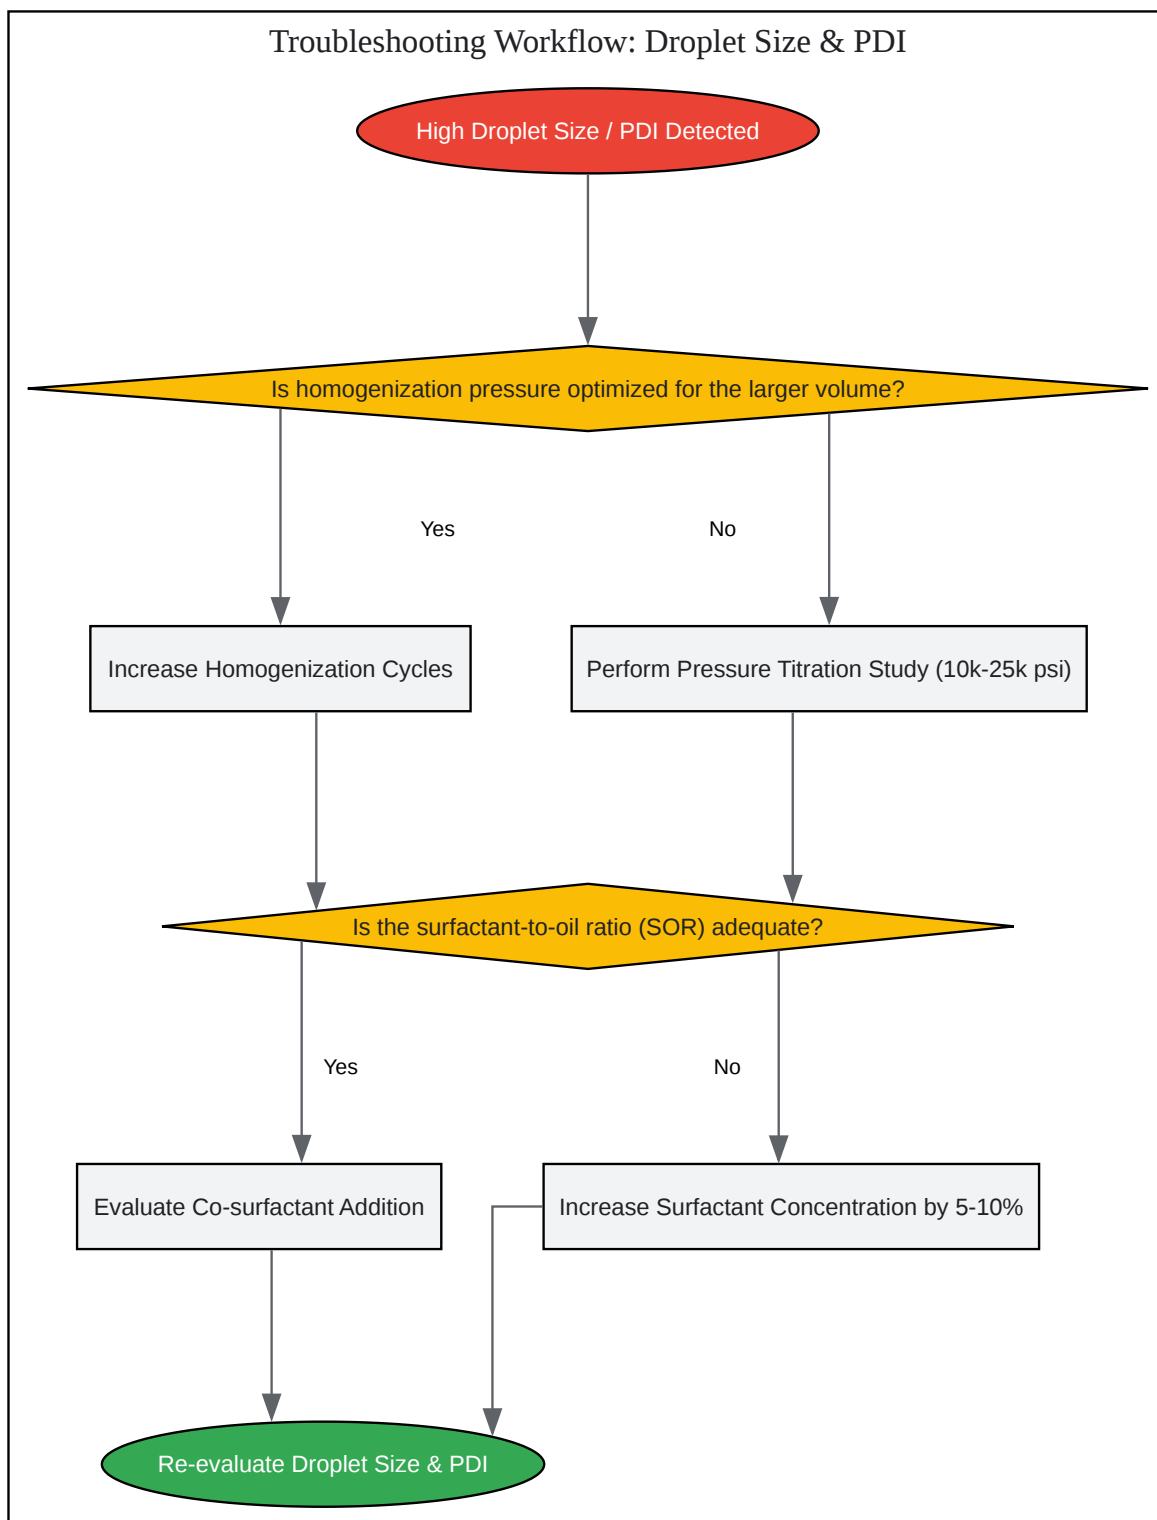 Troubleshooting Workflow: Droplet Size & PDI
High Droplet Size / PDI Detected
Is homogenization pressure optimized for the larger volume?
Yes
No
Increase Homogenization Cycles
Perform Pressure Titration Study (10k-25k psi)
Is the surfactant-to-oil ratio (SOR) adequate?
Yes
No
Evaluate Co-surfactant Addition
Increase Surfactant Concentration by 5-10%
Re-evaluate Droplet Size & PDI